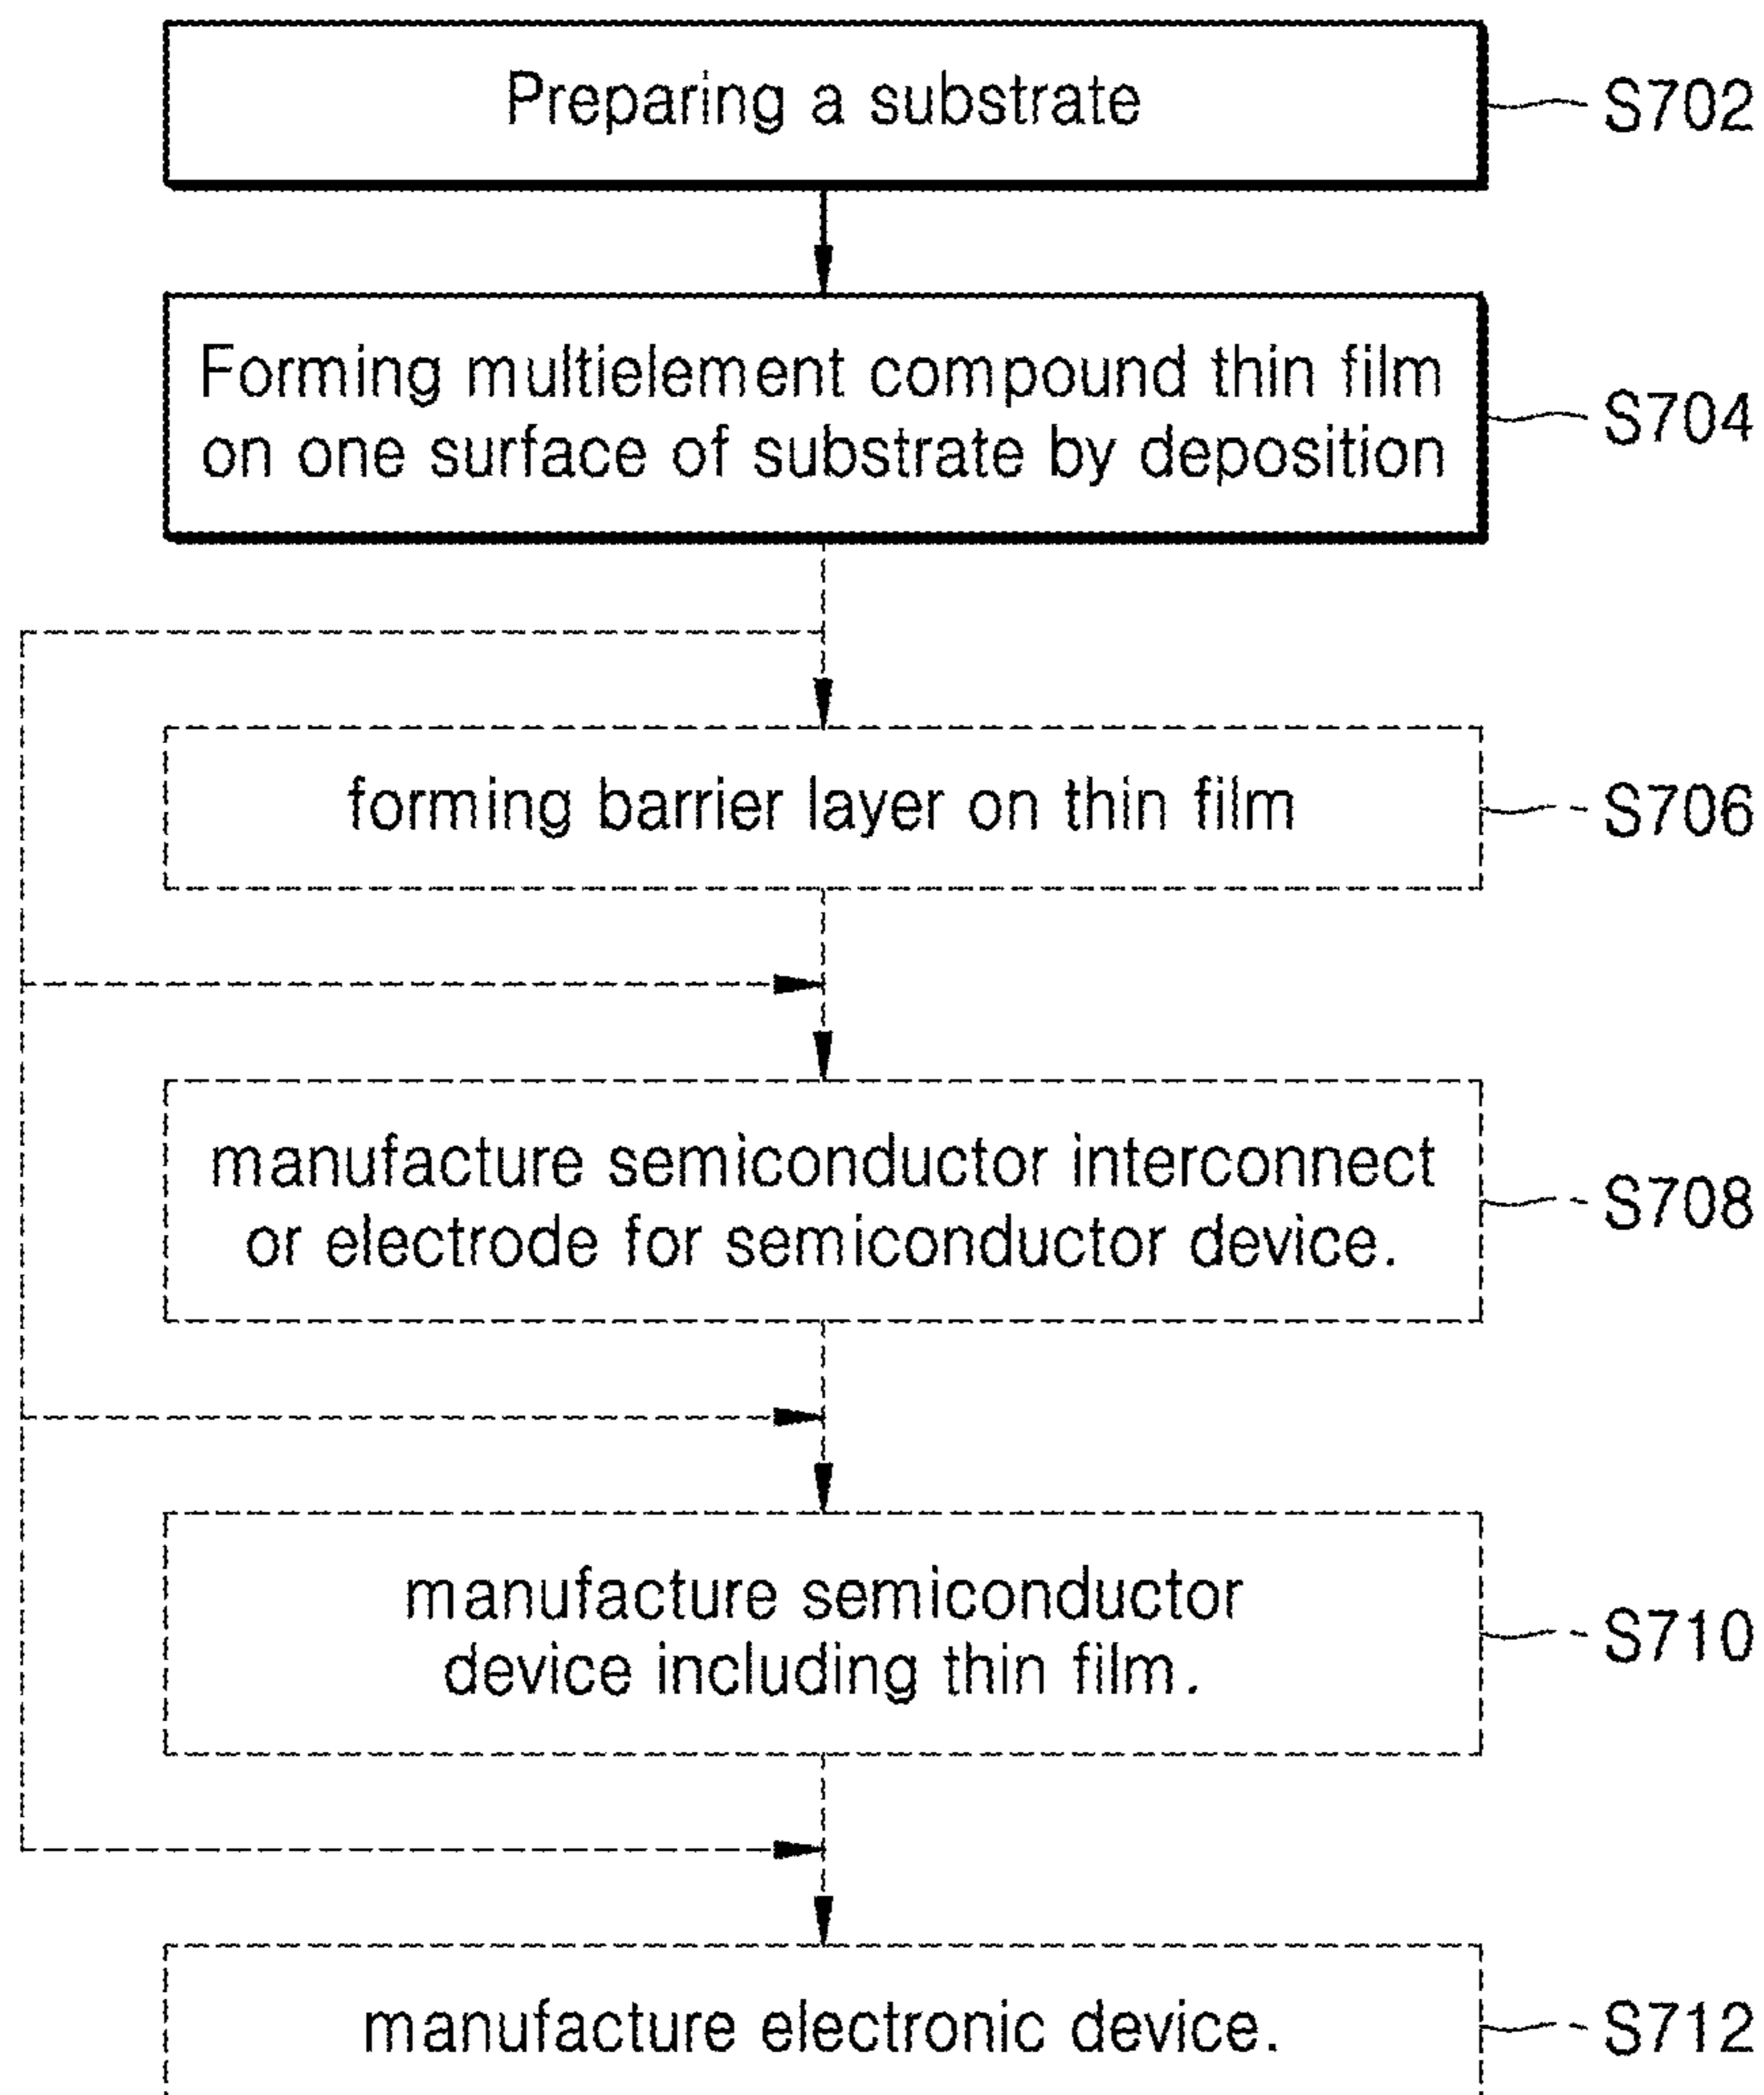 Preparing a substrate
S702
Forming multielement compound thin film
on one surface of substrate by deposition
S704
forming barrier layer on thin film
S706
manufacture semiconductor interconnect
or electrode for semiconductor device.
S708
manufacture semiconductor
device including thin film.
S710
manufacture electronic device.
S712